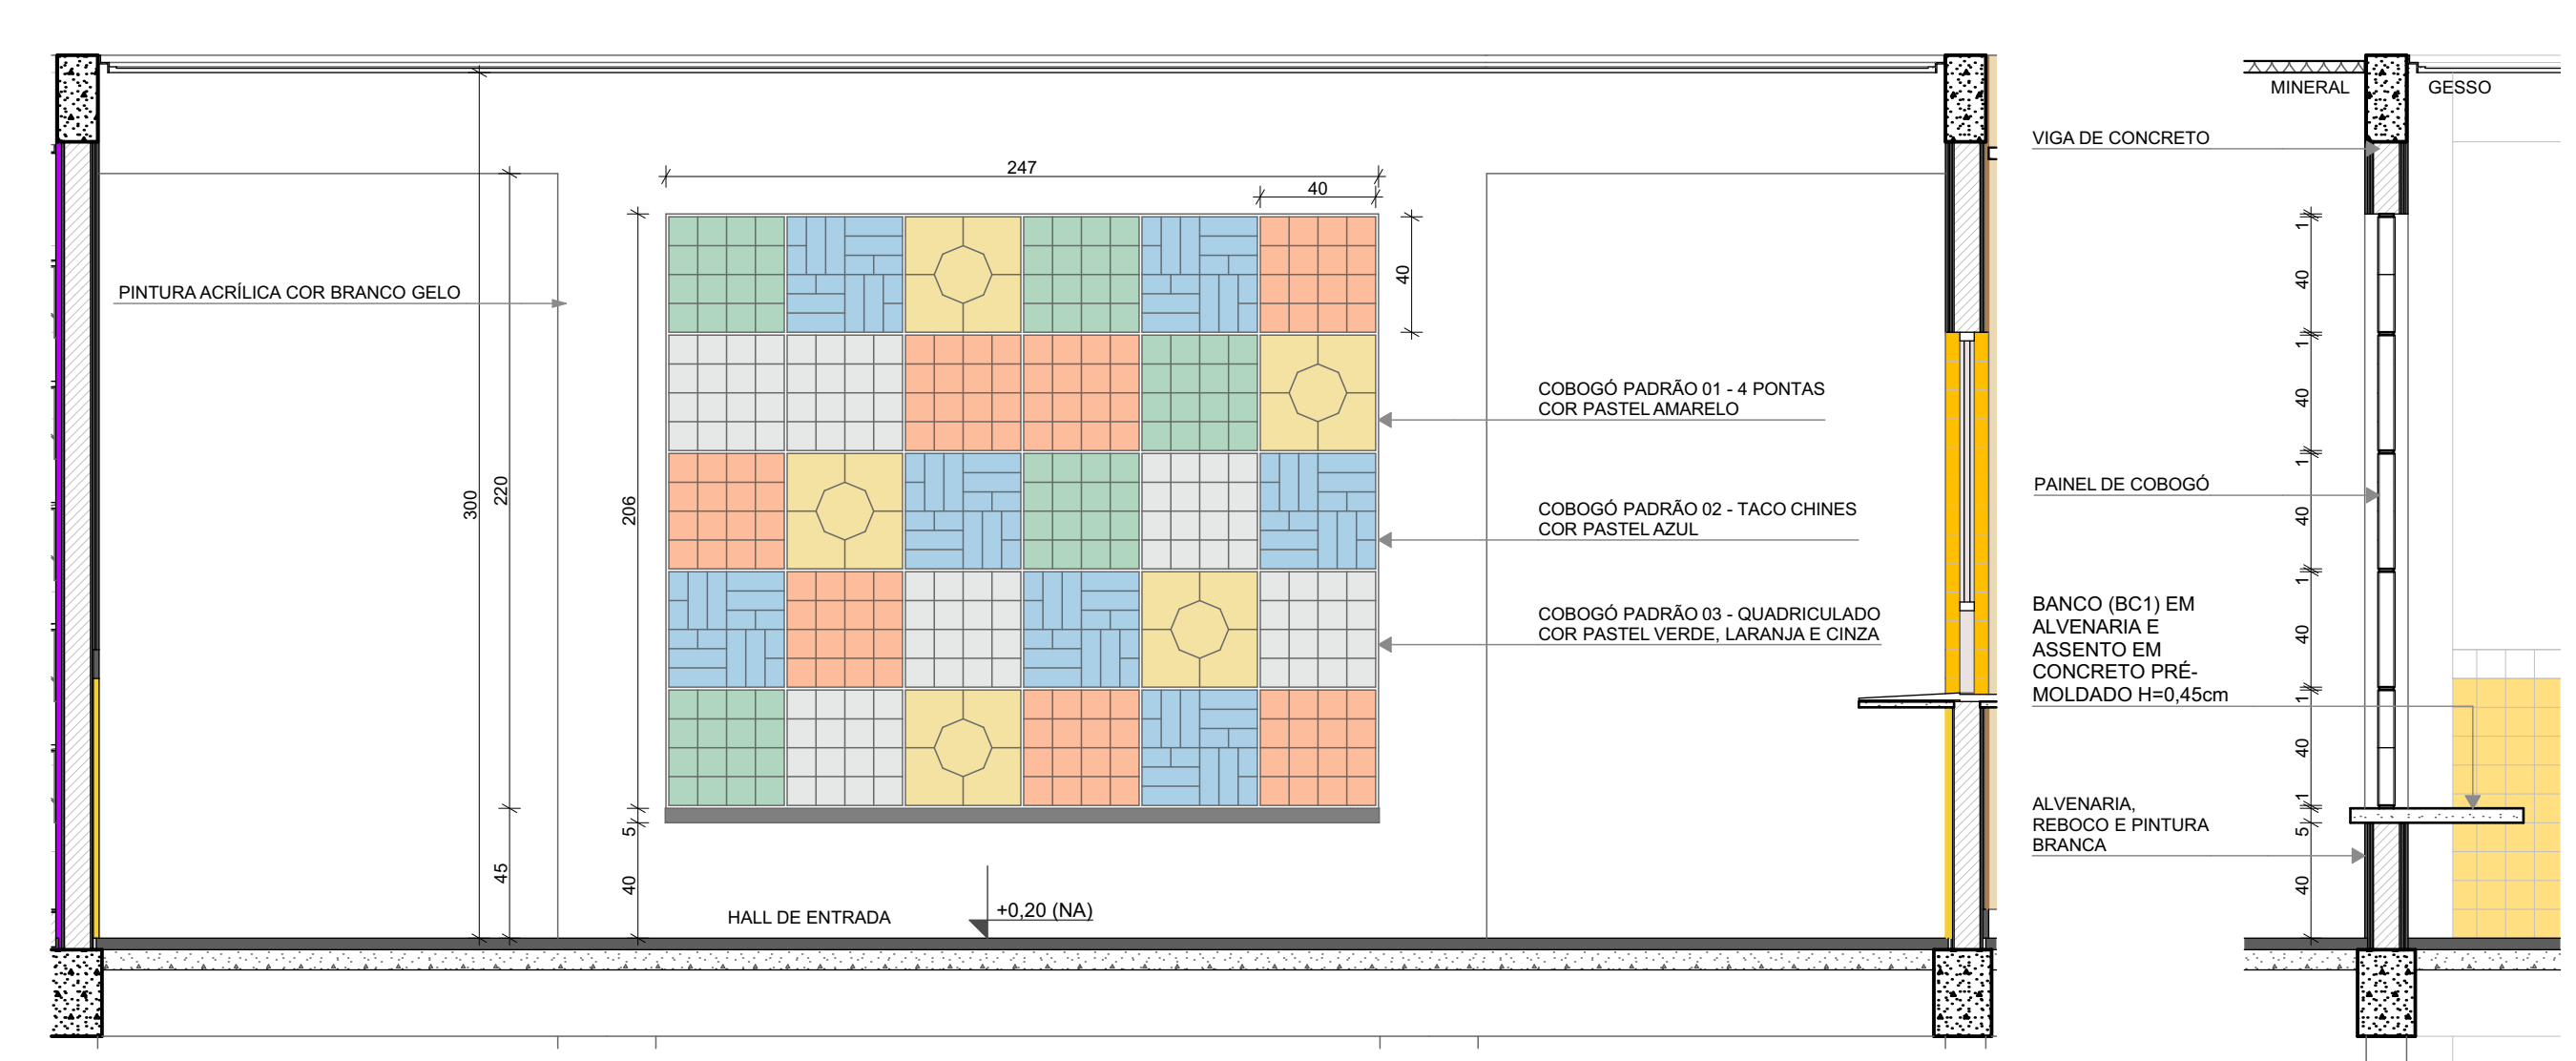 MINERAL
GESSO
VIGA DE CONCRETO
247
40
40
PINTURA ACRÍLICA COR BRANCO GELO
300
220
206
45
5
40
COBOGÓ PADRÃO 01 - 4 PONTAS
COR PASTEL AMARELO
COBOGÓ PADRÃO 02 - TACO CHINES
COR PASTEL AZUL
COBOGÓ PADRÃO 03 - QUADRICULADO
COR PASTEL VERDE, LARANJA E CINZA
HALL DE ENTRADA
+0,20 (NA)
PAINEL DE COBOGÓ
BANCO (BC1) EM
ALVENARIA E
ASSENTO EM
CONCRETO PRÉ-
MOLDADO H=0,45cm
ALVENARIA,
REBOCO E PINTURA
BRANCA
1
40
1
40
1
40
1
40
1
40
1
5
40